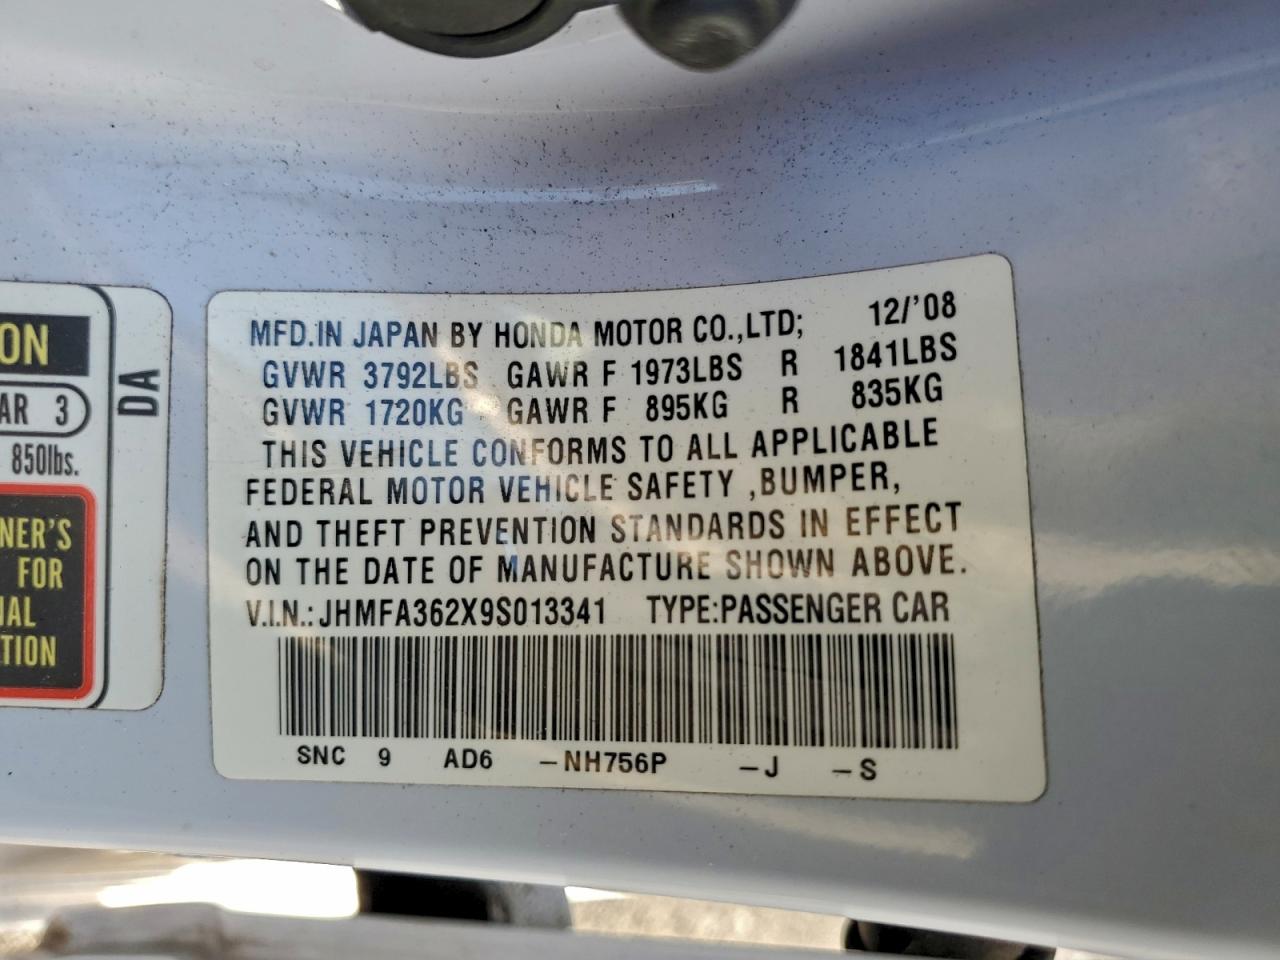 ON
AR 3
850lbs.
NER'S
FOR
TION
DA
MFD.IN JAPAN BY HONDA MOTOR CO.,LTD; 12/'08
GVWR 3792LBS GAWR F 1973LBS R 1841LBS
GVWR 1720KG GAWR F 895KG R 835KG
THIS VEHICLE CONFORMS TO ALL APPLICABLE
FEDERAL MOTOR VEHICLE SAFETY ,BUMPER,
AND THEFT PREVENTION STANDARDS IN EFFECT
ON THE DATE OF MANUFACTURE SHOWN ABOVE.
V.I.N.: JHMFA362X9S013341 TYPE:PASSENGER CAR
SNC 9 AD6 -NH756P -J -S